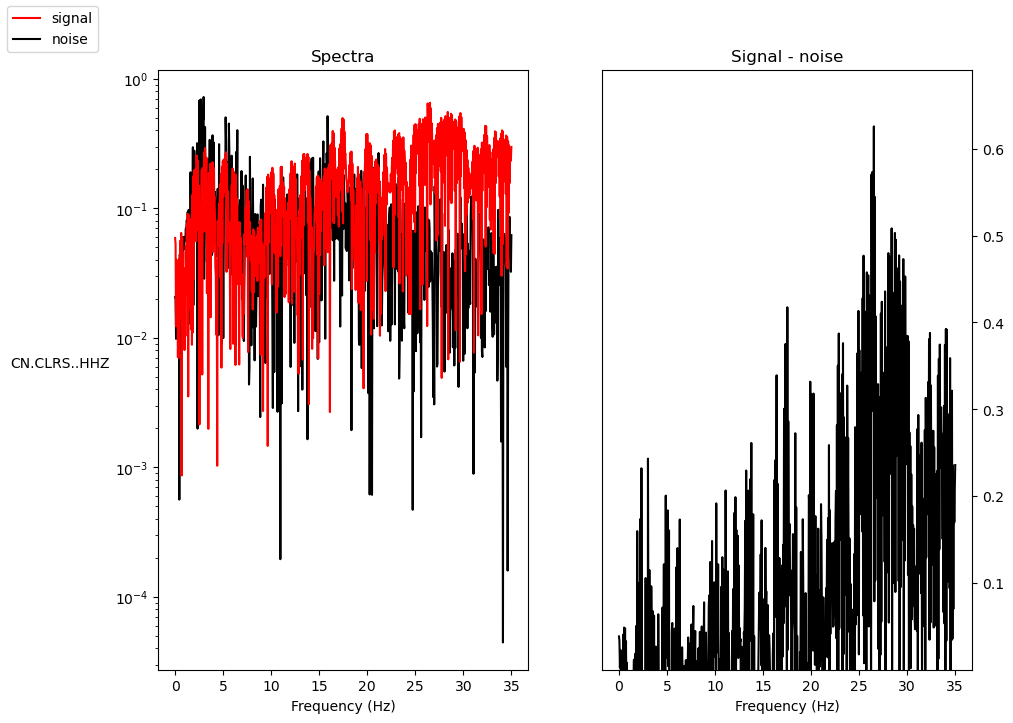 signal
noise
Spectra
Signal - noise
CN.CLRS..HHZ
10⁰
10⁻¹
10⁻²
10⁻³
10⁻⁴
0 5 10 15 20 25 30 35
Frequency (Hz)
0.6
0.5
0.4
0.3
0.2
0.1
0 5 10 15 20 25 30 35
Frequency (Hz)